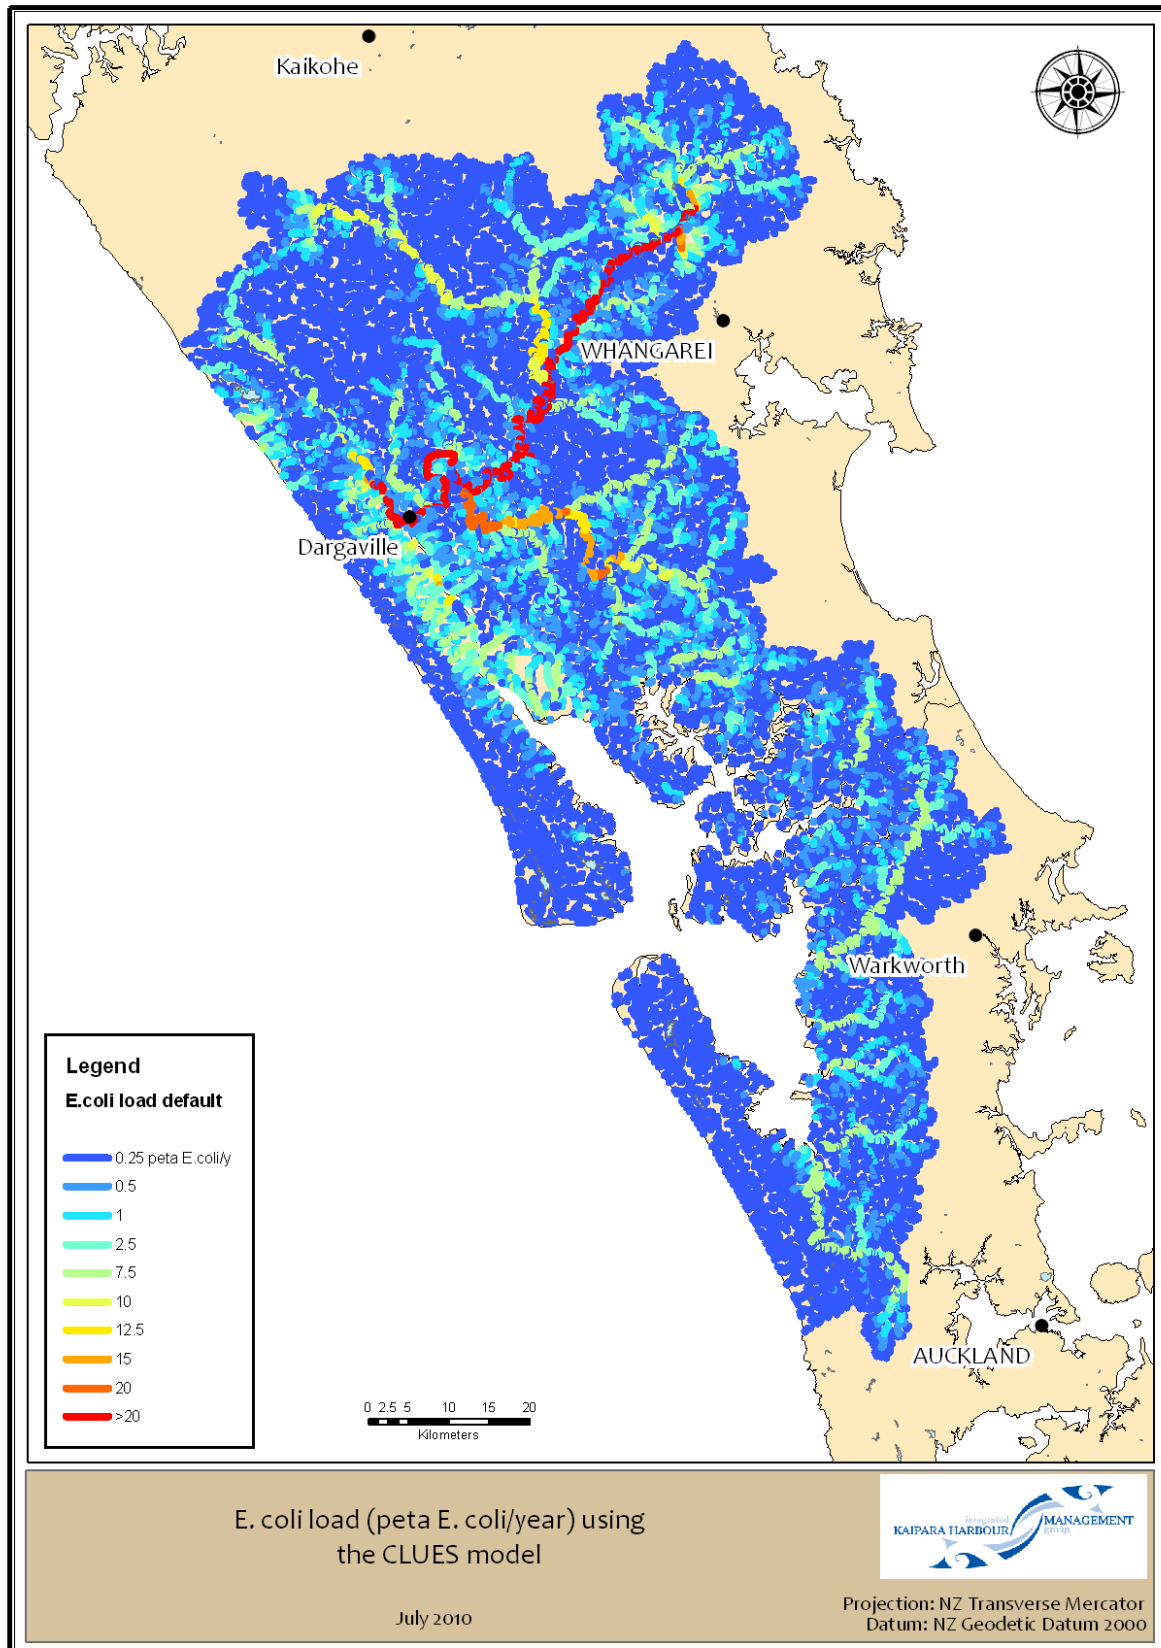 Kaikohe
WHANGAREI
Dargaville
Warkworth
AUCKLAND
Legend
E.coli load default
0.25 peta E.coli/y
0.5
1
2.5
7.5
10
12.5
15
20
>20
0 2.5 5 10 15 20
Kilometers
E. coli load (peta E. coli/year) using
the CLUES model
July 2010
integrated
KAIPARA HARBOUR MANAGEMENT
group
Projection: NZ Transverse Mercator
Datum: NZ Geodetic Datum 2000